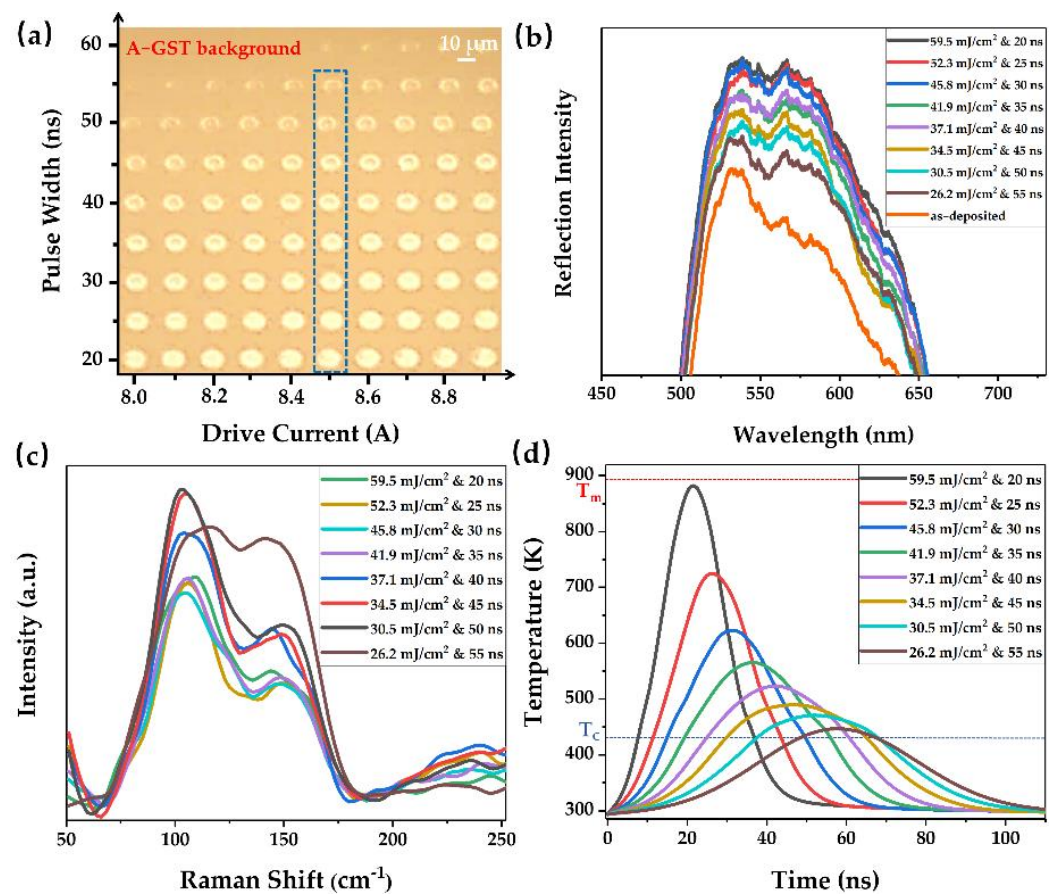 (a)
A-GST background
10 μm
60
50
40
30
20
Pulse Width (ns)
8.0
8.2
8.4
8.6
8.8
Drive Current (A)
(b)
59.5 mJ/cm² & 20 ns
52.3 mJ/cm² & 25 ns
45.8 mJ/cm² & 30 ns
41.9 mJ/cm² & 35 ns
37.1 mJ/cm² & 40 ns
34.5 mJ/cm² & 45 ns
30.5 mJ/cm² & 50 ns
26.2 mJ/cm² & 55 ns
as-deposited
Reflection Intensity
450
500
550
600
650
700
Wavelength (nm)
(c)
59.5 mJ/cm² & 20 ns
52.3 mJ/cm² & 25 ns
45.8 mJ/cm² & 30 ns
41.9 mJ/cm² & 35 ns
37.1 mJ/cm² & 40 ns
34.5 mJ/cm² & 45 ns
30.5 mJ/cm² & 50 ns
26.2 mJ/cm² & 55 ns
Intensity (a.u.)
50
100
150
200
250
Raman Shift (cm⁻¹)
(d)
900
Tm
800
700
600
500
Tc
400
300
59.5 mJ/cm² & 20 ns
52.3 mJ/cm² & 25 ns
45.8 mJ/cm² & 30 ns
41.9 mJ/cm² & 35 ns
37.1 mJ/cm² & 40 ns
34.5 mJ/cm² & 45 ns
30.5 mJ/cm² & 50 ns
26.2 mJ/cm² & 55 ns
Temperature (K)
0
20
40
60
80
100
Time (ns)